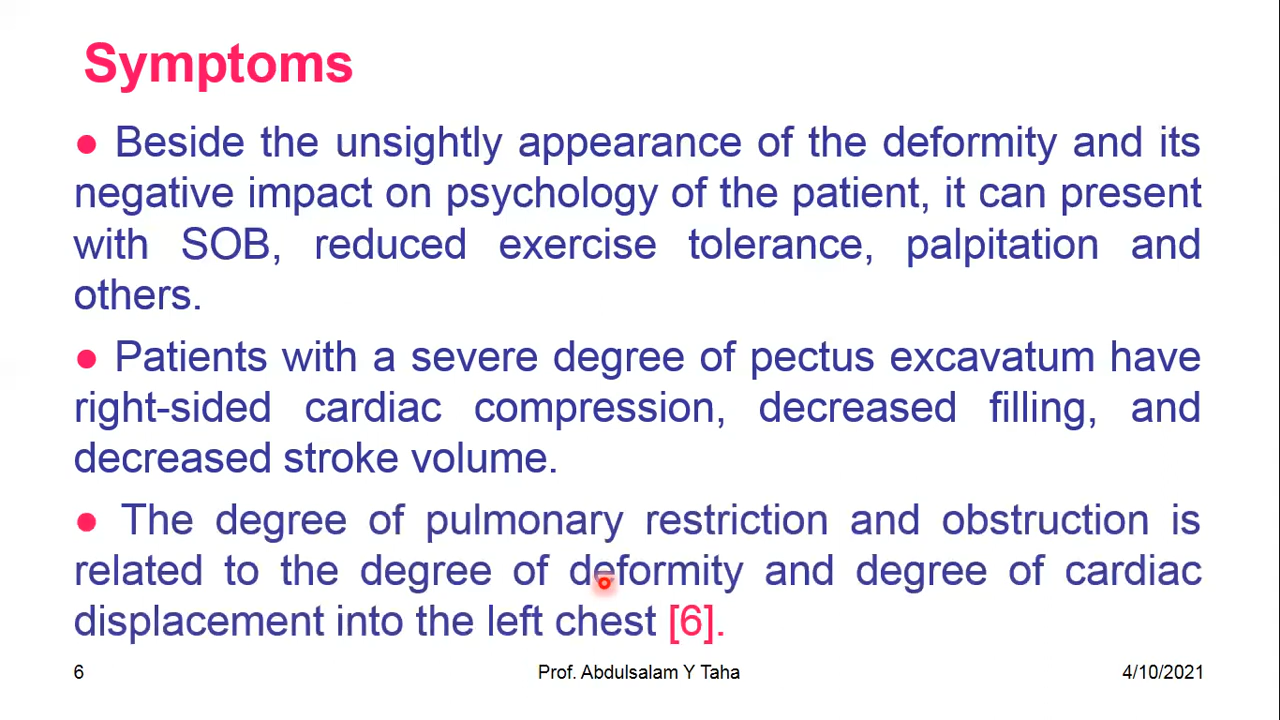 Symptoms
● Beside the unsightly appearance of the deformity and its
negative impact on psychology of the patient, it can present
with SOB, reduced exercise tolerance, palpitation and
others.
● Patients with a severe degree of pectus excavatum have
right-sided cardiac compression, decreased filling, and
decreased stroke volume.
● The degree of pulmonary restriction and obstruction is
related to the degree of deformity and degree of cardiac
displacement into the left chest [6].
6 Prof. Abdulsalam Y Taha 4/10/2021